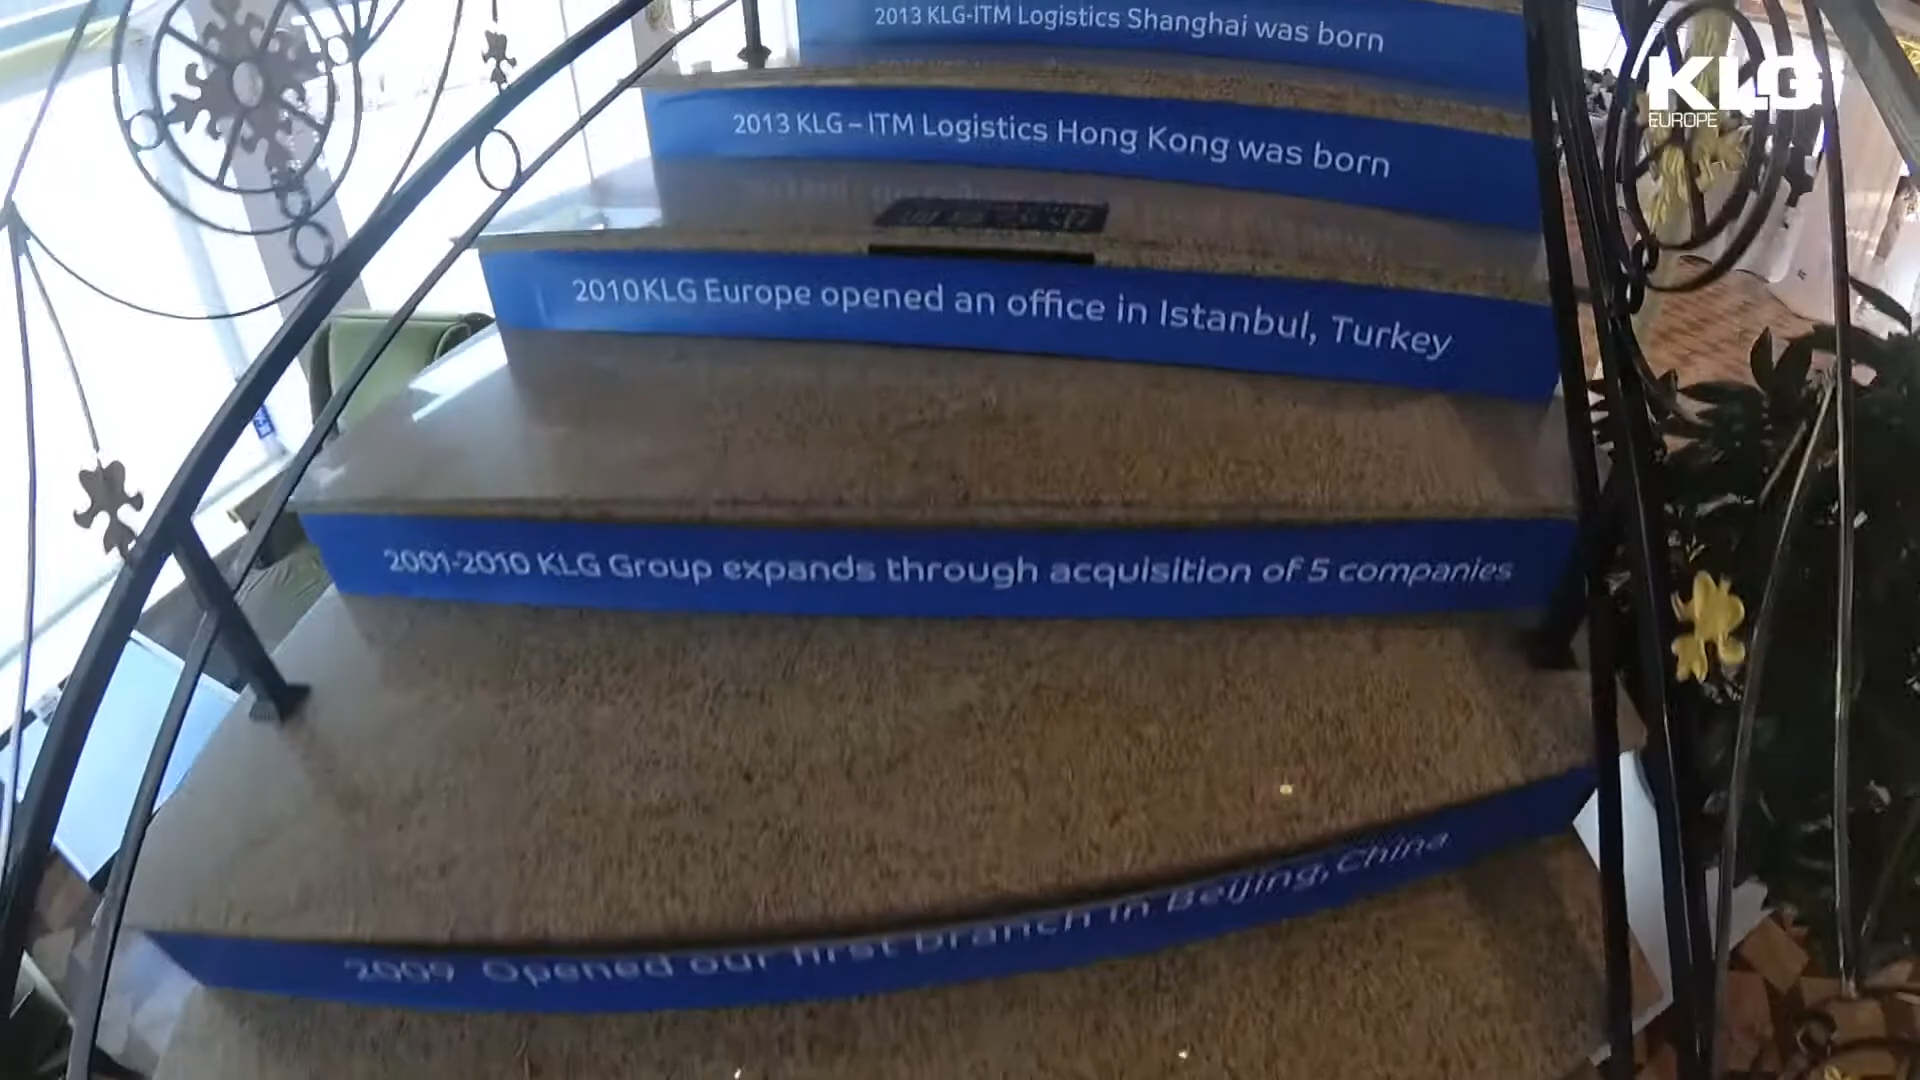 2013 KLG-ITM Logistics Shanghai was born
KLG
EUROPE
2013 KLG – ITM Logistics Hong Kong was born
2010KLG Europe opened an office in Istanbul, Turkey
2001-2010 KLG Group expands through acquisition of 5 companies
2009 Opened our first branch in Beijing, China